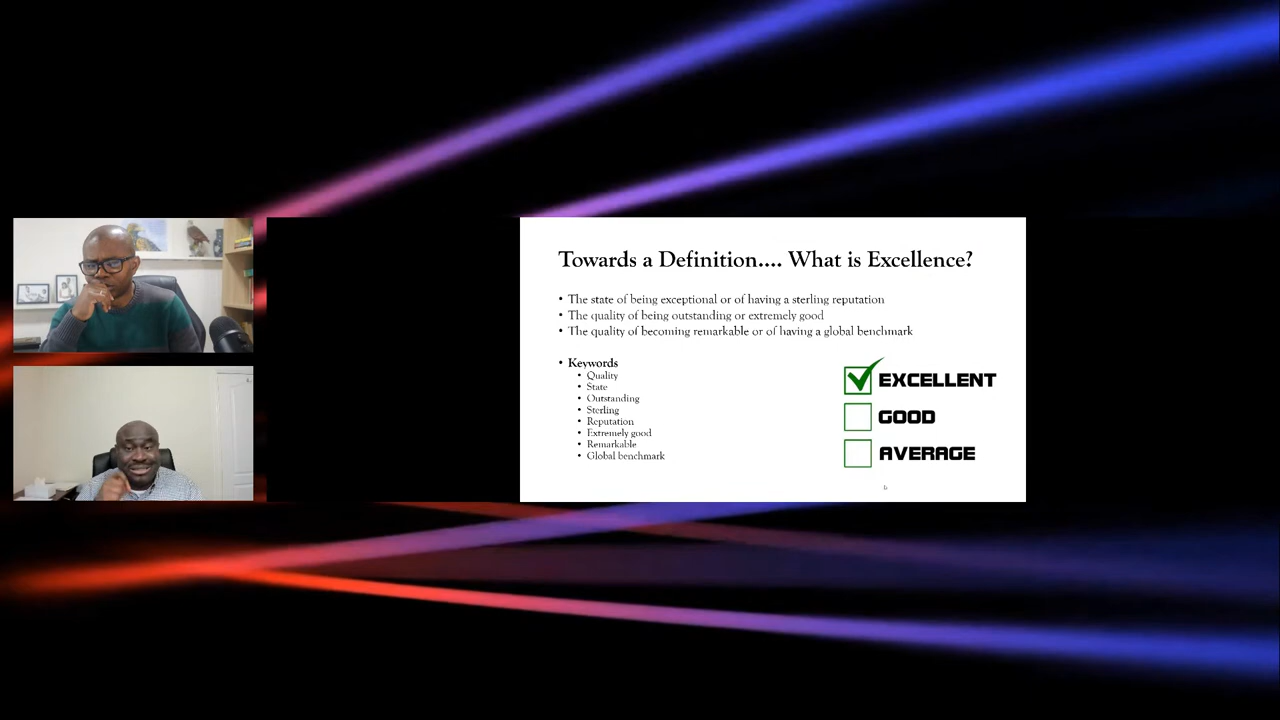 Towards a Definition.... What is Excellence?
• The state of being exceptional or of having a sterling reputation
• The quality of being outstanding or extremely good
• The quality of becoming remarkable or of having a global benchmark
• Keywords
• Quality
• State
• Outstanding
• Sterling
• Reputation
• Extremely good
• Remarkable
• Global benchmark
EXCELLENT
GOOD
AVERAGE